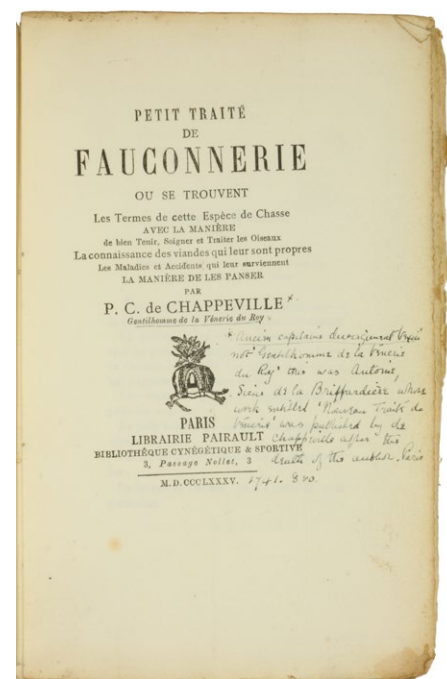 PETIT TRAITÉ
DE
FAUCONNERIE
OU SE TROUVENT
Les Termes de cette Espèce de Chasse
AVEC LA MANIÈRE
de bien Tenir, Soigner et Traiter les Oiseaux
La connaissance des viandes qui leur sont propres
Les Maladies et Accidents qui leur surviennent
LA MANIÈRE DE LES PANSER
PAR
P. C. de CHAPPEVILLE *
Gentilhomme de la Vénerie du Roy
* Ancien capitaine
not "Gentilhomme de la Vénerie
du Roy" this was Antoine,
Sieur de la Briffardière whose
work entitled "Nouveau Traité de
Vénerie" was published by de
Chappeville after the
death of the author. Paris
1741. 8vo.
PARIS
LIBRAIRIE PAIRAULT
BIBLIOTHÈQUE CYNÉGÉTIQUE & SPORTIVE
3, Passage Nollet, 3
M. D. CCCLXXXV.